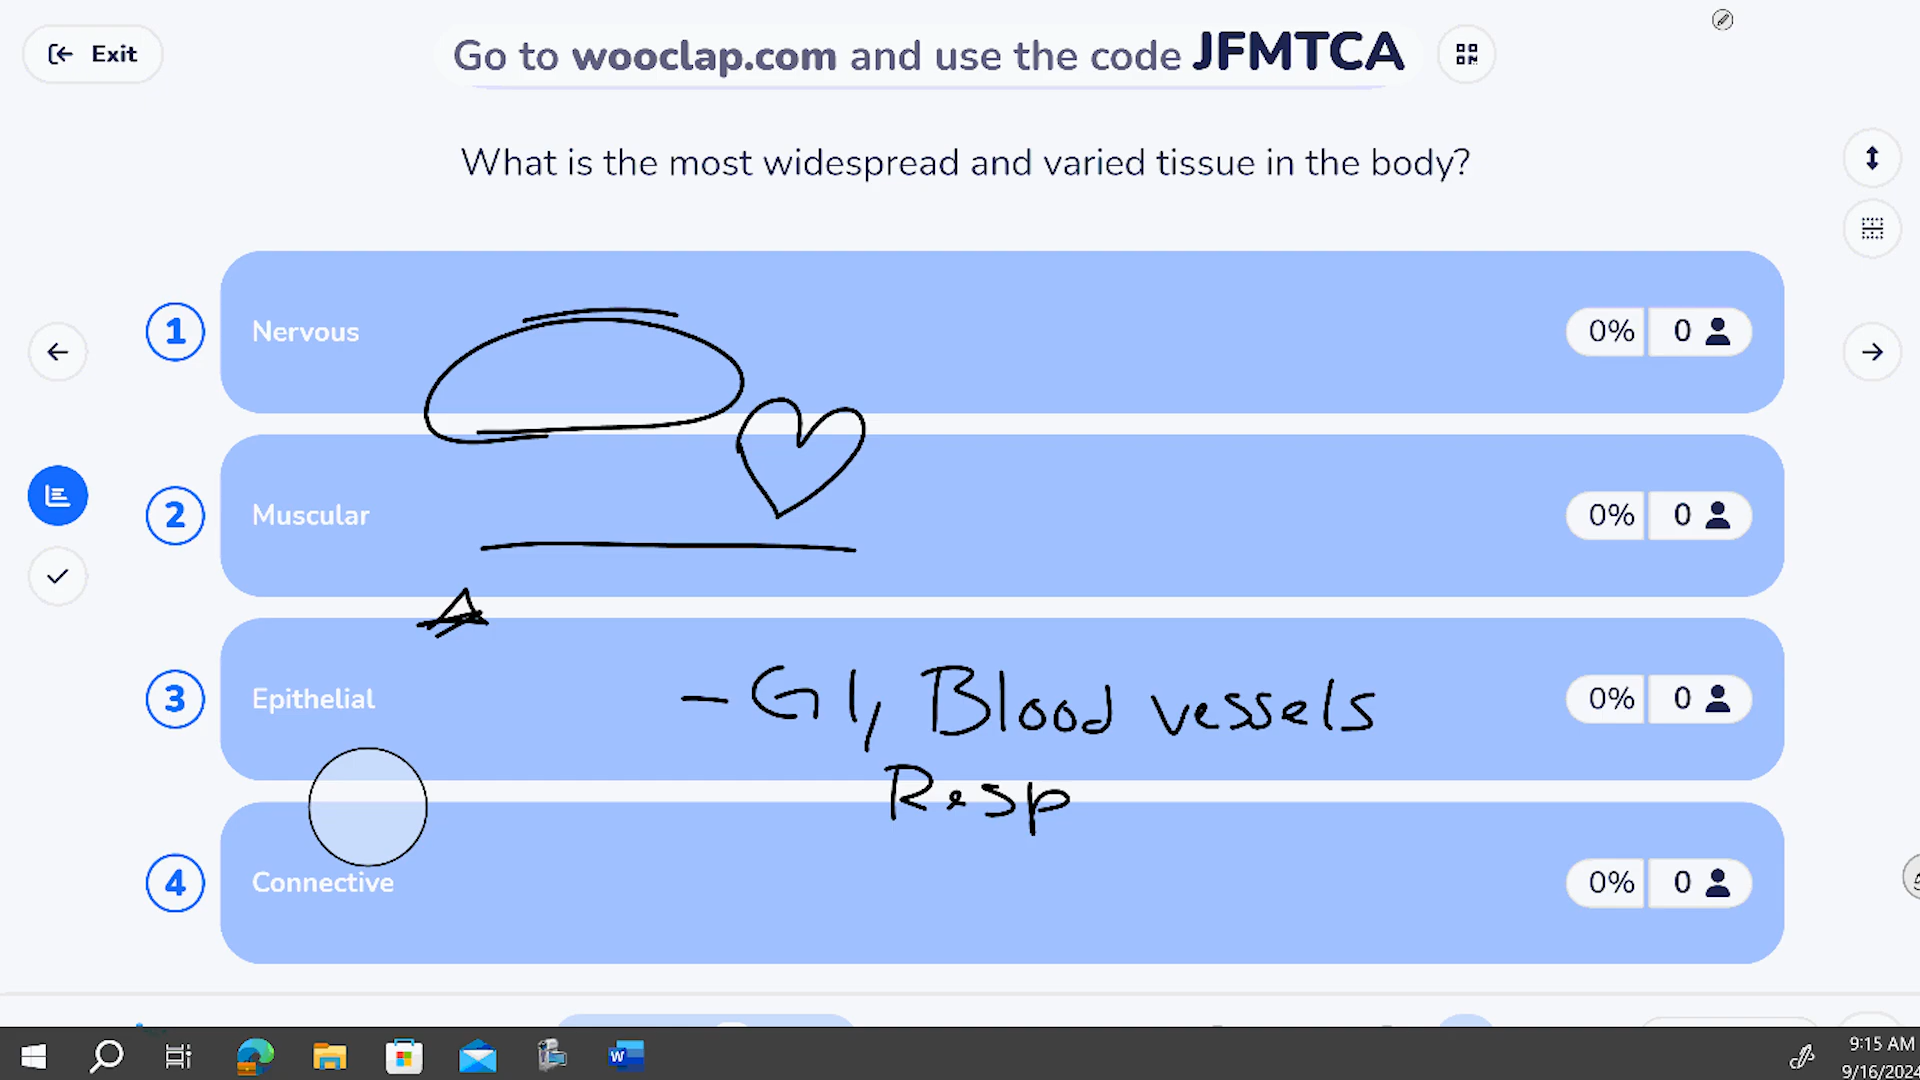 Exit
Go to wooclap.com and use the code JFMTCA
What is the most widespread and varied tissue in the body?
1 Nervous 0% 0
2 Muscular 0% 0
3 Epithelial - GI, Blood vessels 0% 0
Resp
4 Connective 0% 0
9:15 AM
9/16/2024